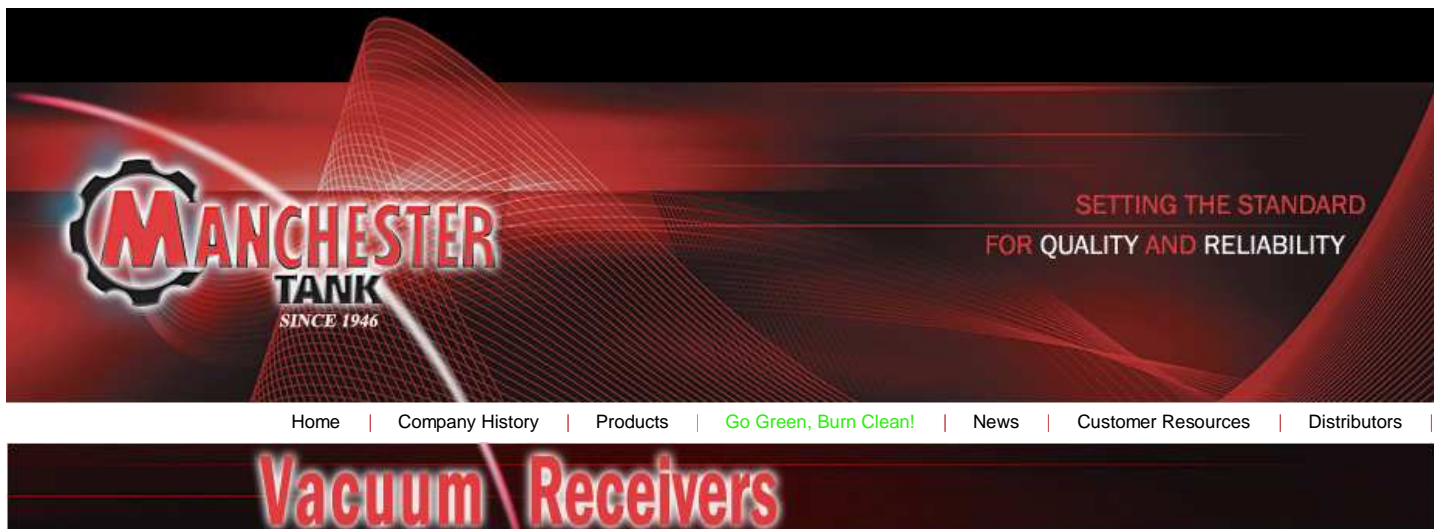 MANCHESTER
TANK
SINCE 1946
SETTING THE STANDARD
FOR QUALITY AND RELIABILITY
Home | Company History | Products | Go Green, Burn Clean! | News | Customer Resources | Distributors |
Vacuum Receivers